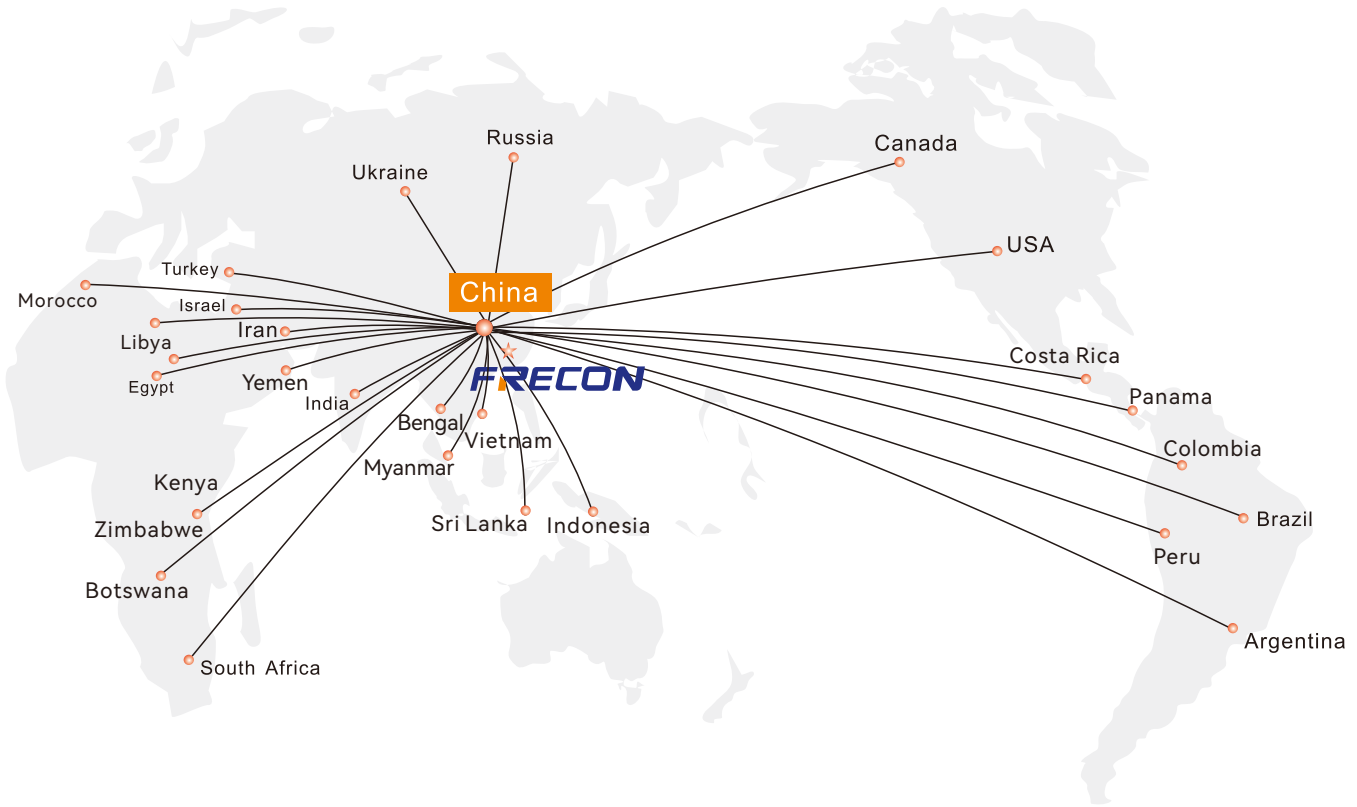 Russia
Canada
Ukraine
USA
Turkey
China
Morocco
Israel
Iran
Libya
Costa Rica
Egypt
Yemen
FRECON
India
Panama
Bengal
Vietnam
Colombia
Myanmar
Kenya
Zimbabwe
Sri Lanka
Indonesia
Brazil
Peru
Botswana
Argentina
South Africa